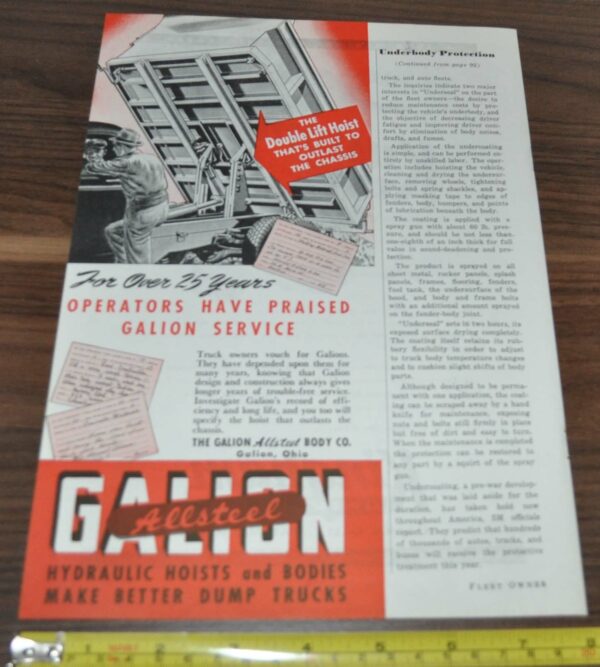 THE
Double Lift Hoist
THAT'S BUILT TO
OUTLAST
THE CHASSIS
For Over 25 Years
OPERATORS HAVE PRAISED
GALION SERVICE
Truck owners vouch for Galions.
They have depended upon them for
many years, knowing that Galion
design and construction always gives
longer years of trouble-free service.
Investigate Galion's record of effi-
ciency and long life, and you too will
specify the hoist that outlasts the
chassis.
THE GALION Allsteel BODY CO.
Galion, Ohio
GALION
Allsteel
HYDRAULIC HOISTS and BODIES
MAKE BETTER DUMP TRUCKS
Underbody Protection
(Continued from page 92)
truck, and auto fleets.
The inquiries indicate two major
interests in "Underseal" on the part
of the fleet owners—the desire to
reduce maintenance costs by pro-
tecting the vehicle's underbody, and
the objective of decreasing driver
fatigue and improving driver com-
fort by elimination of body noises,
drafts, and fumes.
Application of the undercoating
is simple, and can be performed en-
tirely by unskilled labor. The oper-
ation includes hoisting the vehicle,
cleaning and drying the undersur-
face, removing wheels, tightening
bolts and spring shackles, and ap-
plying masking tape to edges of
fenders, body, bumpers, and points
of lubrication beneath the body.
The coating is applied with a
spray gun with about 60 lb. pres-
sure, and should be not less than
one-eighth of an inch thick for full
value in sound-deadening and pro-
tection.
The product is sprayed on all
sheet metal, rocker panels, splash
panels, frames, flooring, fenders,
fuel tank, the undersurface of the
hood, and body and frame bolts
with an additional amount sprayed
on the fender-body joint.
"Underseal" sets in two hours, its
exposed surface drying completely.
The coating itself retains its rub-
bery flexibility in order to adjust
to truck body temperature changes
and to cushion slight shifts of body
parts.
Although designed to be perma-
nent with one application, the coat-
ing can be scraped away by a hand
knife for maintenance, exposing
nuts and bolts still firmly in place
but free of dirt and easy to turn.
When the maintenance is completed
the protection can be restored to
any part by a squirt of the spray
gun.
Undercoating, a pre-war develop-
ment that was laid aside for the
duration, has taken hold now
throughout America, 3M officials
report. They predict that hundreds
of thousands of autos, trucks, and
buses will receive the protective
treatment this year.
FLEET OWNER
1
2
3
4
5
6
7
8